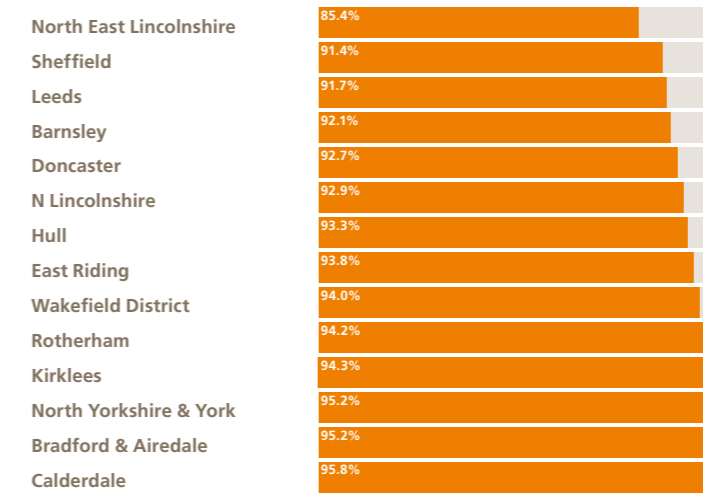 North East Lincolnshire 85.4%
Sheffield 91.4%
Leeds 91.7%
Barnsley 92.1%
Doncaster 92.7%
N Lincolnshire 92.9%
Hull 93.3%
East Riding 93.8%
Wakefield District 94.0%
Rotherham 94.2%
Kirklees 94.3%
North Yorkshire & York 95.2%
Bradford & Airedale 95.2%
Calderdale 95.8%